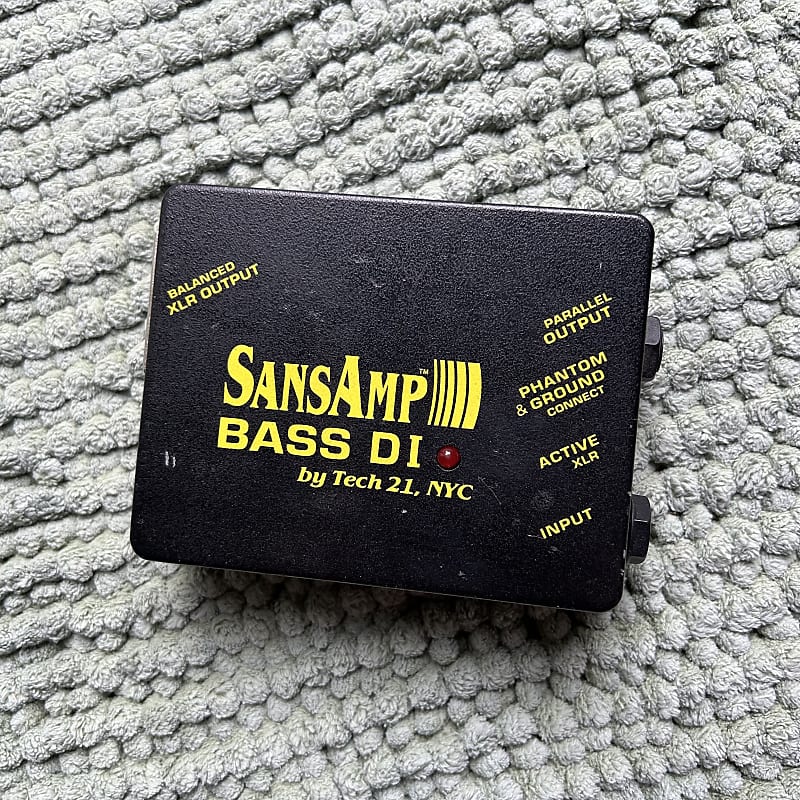 BALANCED
XLR OUTPUT
PARALLEL
OUTPUT
PHANTOM
& GROUND
CONNECT
SANSAMP™
BASS DI
by Tech 21, NYC
ACTIVE
XLR
INPUT